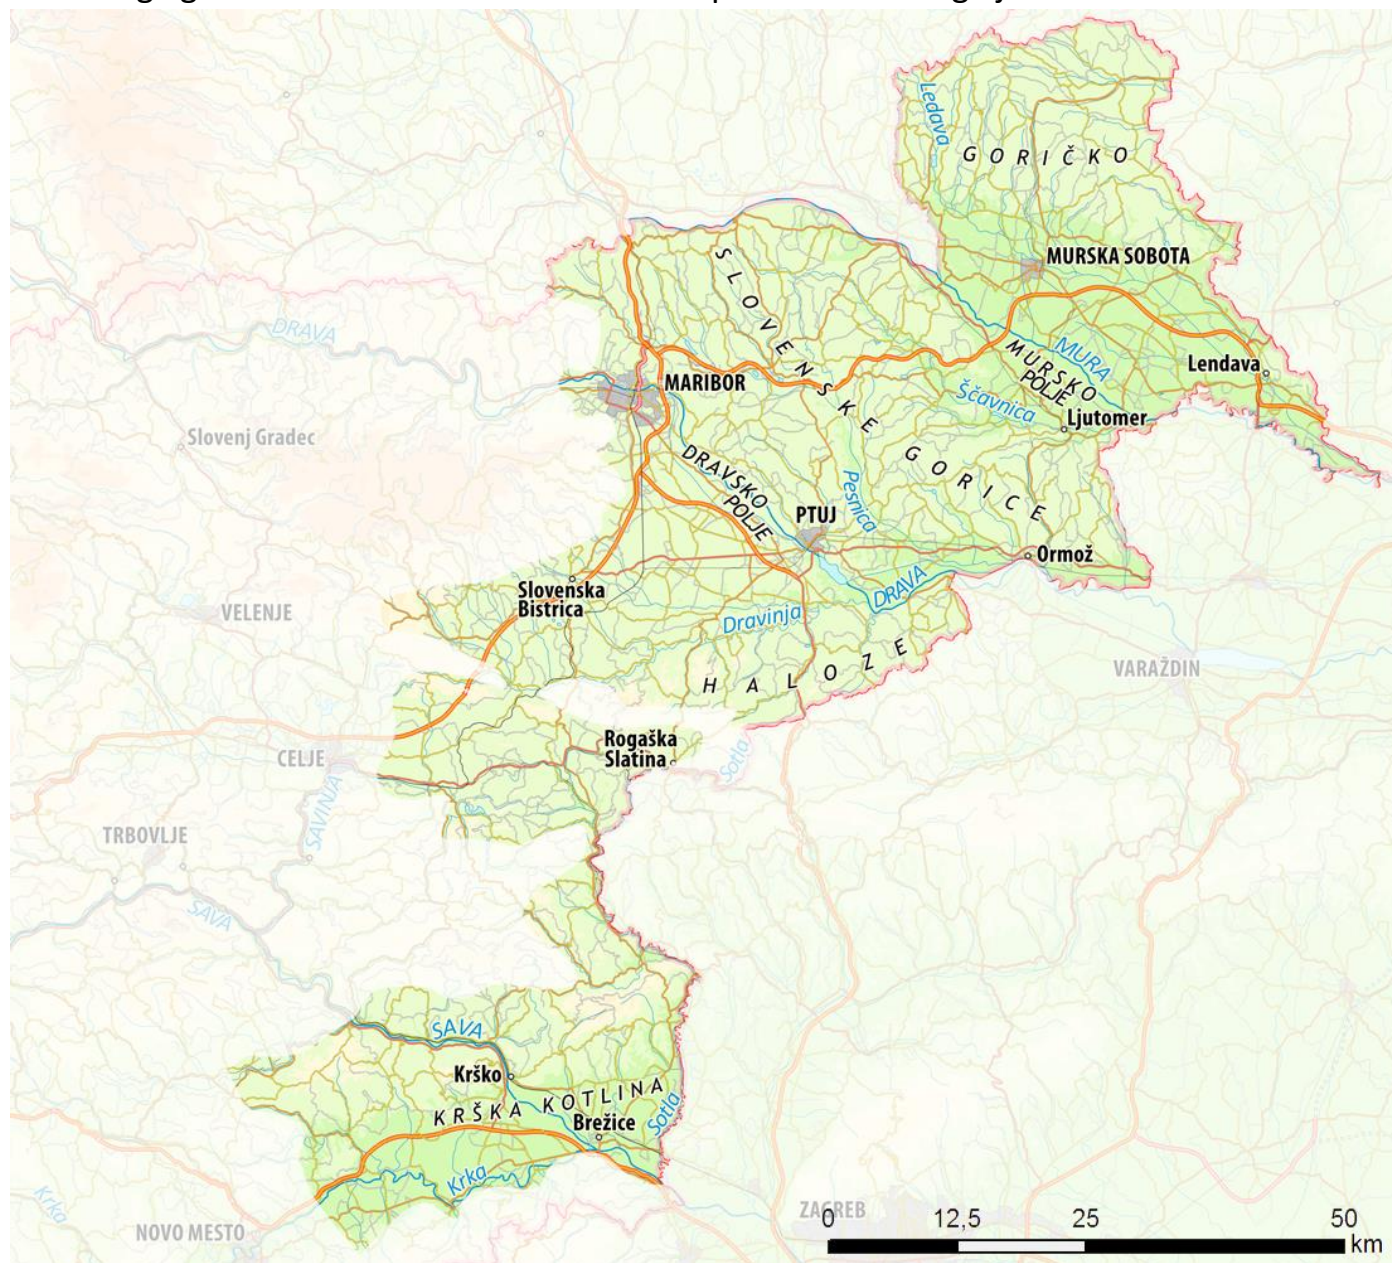 Ledava
GORIČKO
MURSKA SOBOTA
SLOVENSKE GORICE
DRAVA
MURSKO
POLJE
MURA
Lendava
MARIBOR
Ščavnica
Ljutomer
Slovenj Gradec
DRAVSKO
POLJE
Pesnica
PTUJ
Ormož
Slovenska
Bistrica
DRAVA
VELENJE
Dravinja
HALOZE
VARAŽDIN
Rogaška
Slatina
Sotla
CELJE
SAVINJA
TRBOVLJE
SAVA
SAVA
Krško
KRŠKA KOTLINA
Brežice
Sotla
Krka
Krka
NOVO MESTO
ZAGREB
0 12,5 25 50
km